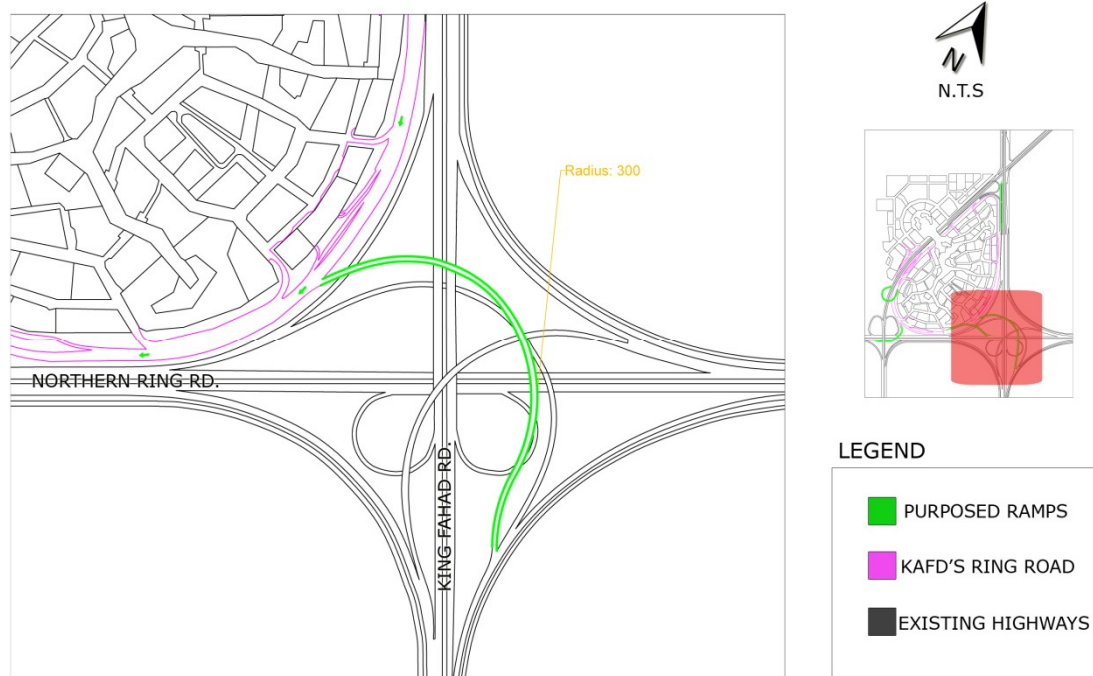 N
N.T.S
Radius: 300
NORTHERN RING RD.
KING FAHAD RD.
LEGEND
PURPOSED RAMPS
KAFD'S RING ROAD
EXISTING HIGHWAYS